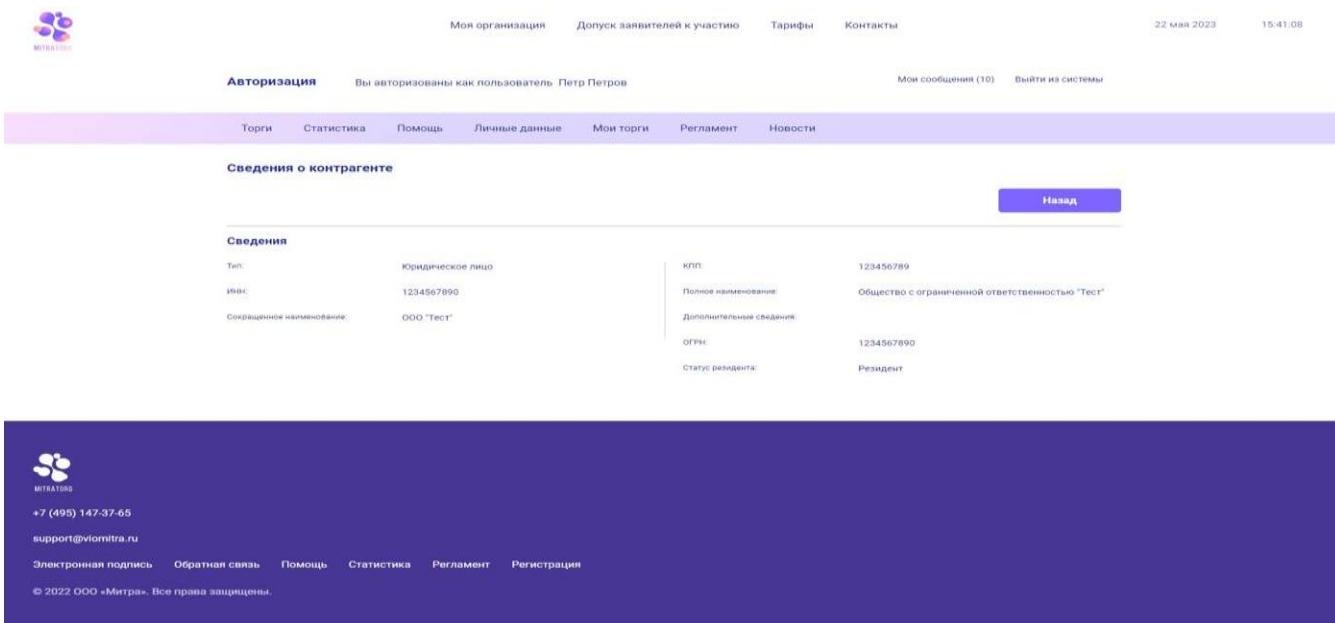 Моя организация Допуск заявителей к участию Тарифы Контакты 22 мая 2023 15:41:08
MITRATORG
Авторизация Вы авторизованы как пользователь Петр Петров Мои сообщения (10) Выйти из системы
Торги Статистика Помощь Личные данные Мои торги Регламент Новости
Сведения о контрагенте
Назад
Сведения
Тип: Юридическое лицо КПП: 123456789
ИНН: 1234567890 Полное наименование: Общество с ограниченной ответственностью "Тест"
Сокращенное наименование: ООО "Тест" Дополнительные сведения:
ОГРН: 1234567890
Статус резидента: Резидент
MITRATORG
+7 (495) 147-37-65
support@viomitra.ru
Электронная подпись Обратная связь Помощь Статистика Регламент Регистрация
© 2022 ООО «Митра». Все права защищены.